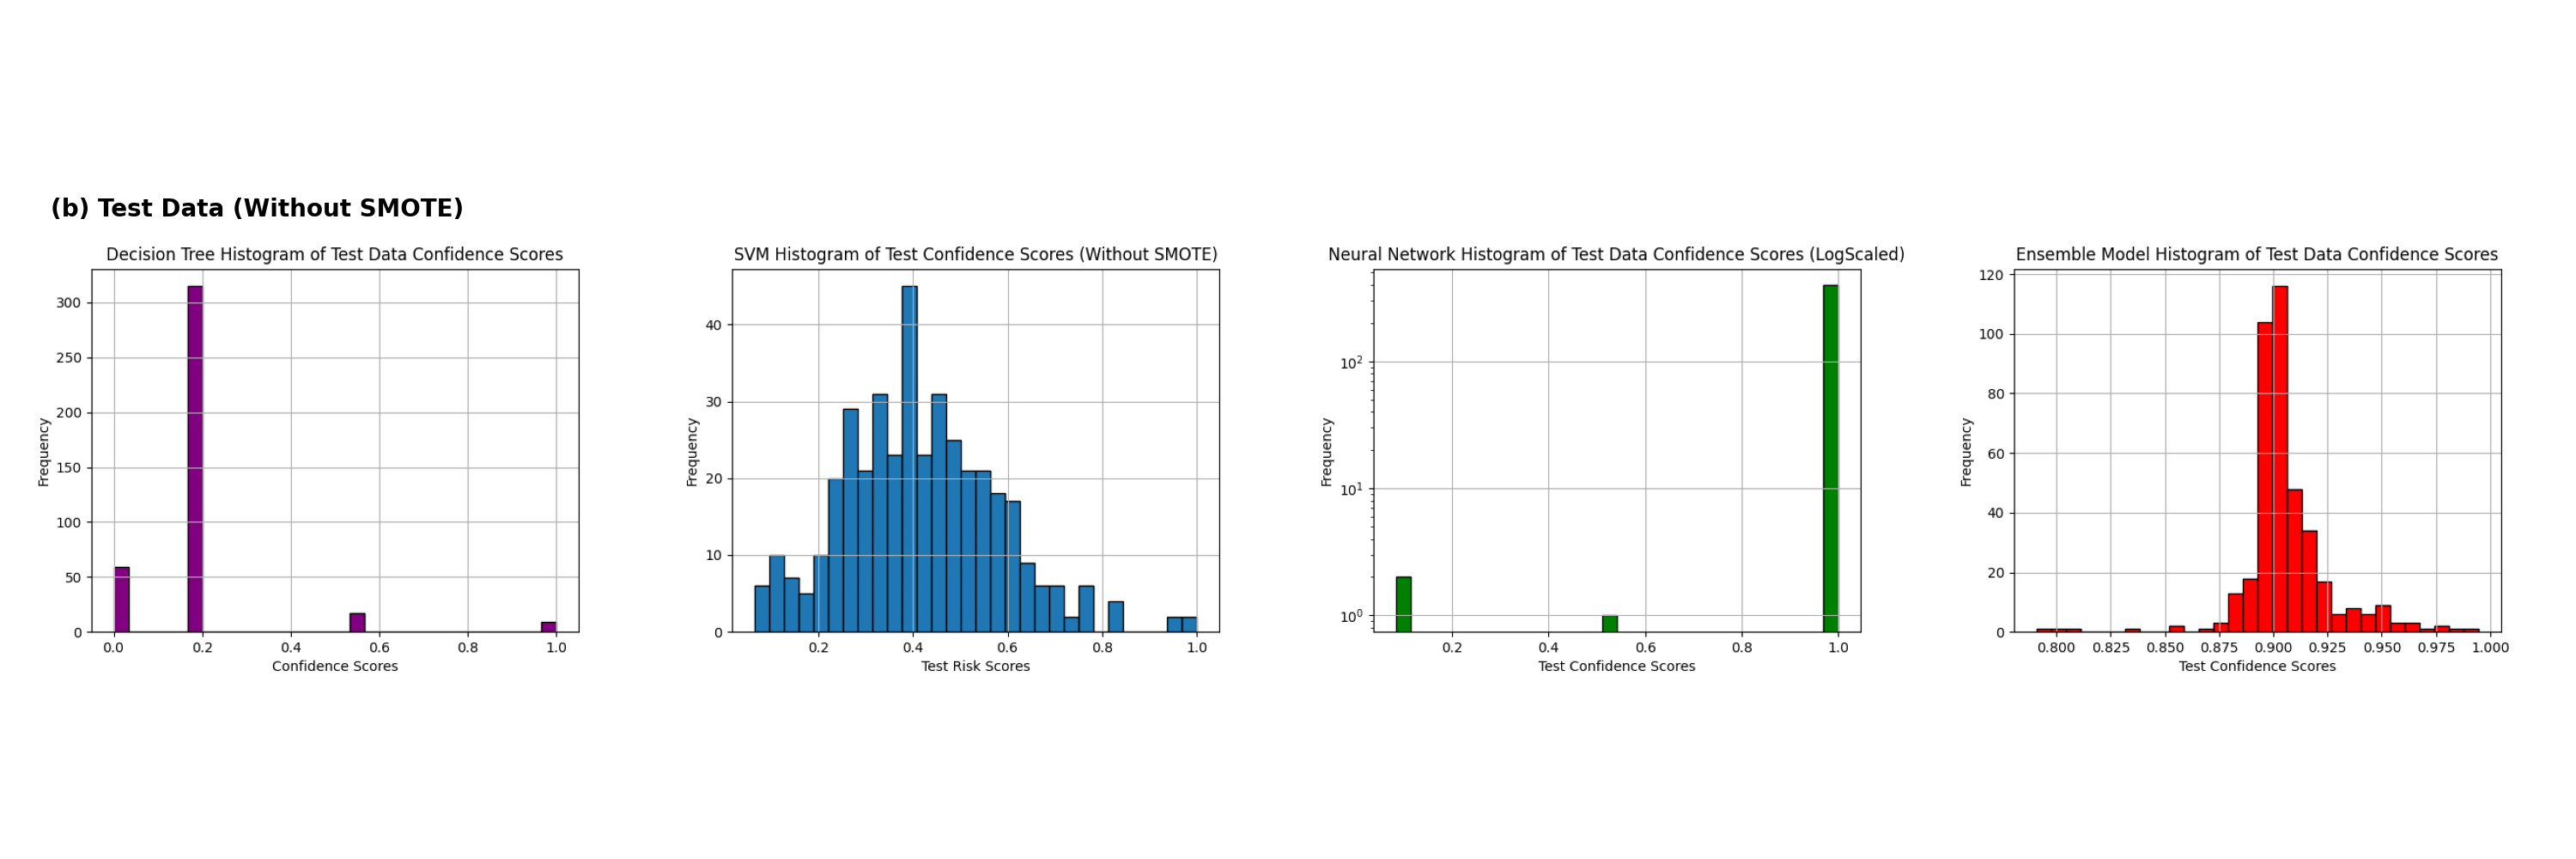 (b) Test Data (Without SMOTE)
Decision Tree Histogram of Test Data Confidence Scores
300
250
200
150
100
50
0
Frequency
0.0 0.2 0.4 0.6 0.8 1.0
Confidence Scores
SVM Histogram of Test Confidence Scores (Without SMOTE)
40
30
20
10
0
Frequency
0.2 0.4 0.6 0.8 1.0
Test Risk Scores
Neural Network Histogram of Test Data Confidence Scores (LogScaled)
10²
10¹
10⁰
Frequency
0.2 0.4 0.6 0.8 1.0
Test Confidence Scores
Ensemble Model Histogram of Test Data Confidence Scores
120
100
80
60
40
20
0
Frequency
0.800 0.825 0.850 0.875 0.900 0.925 0.950 0.975 1.000
Test Confidence Scores